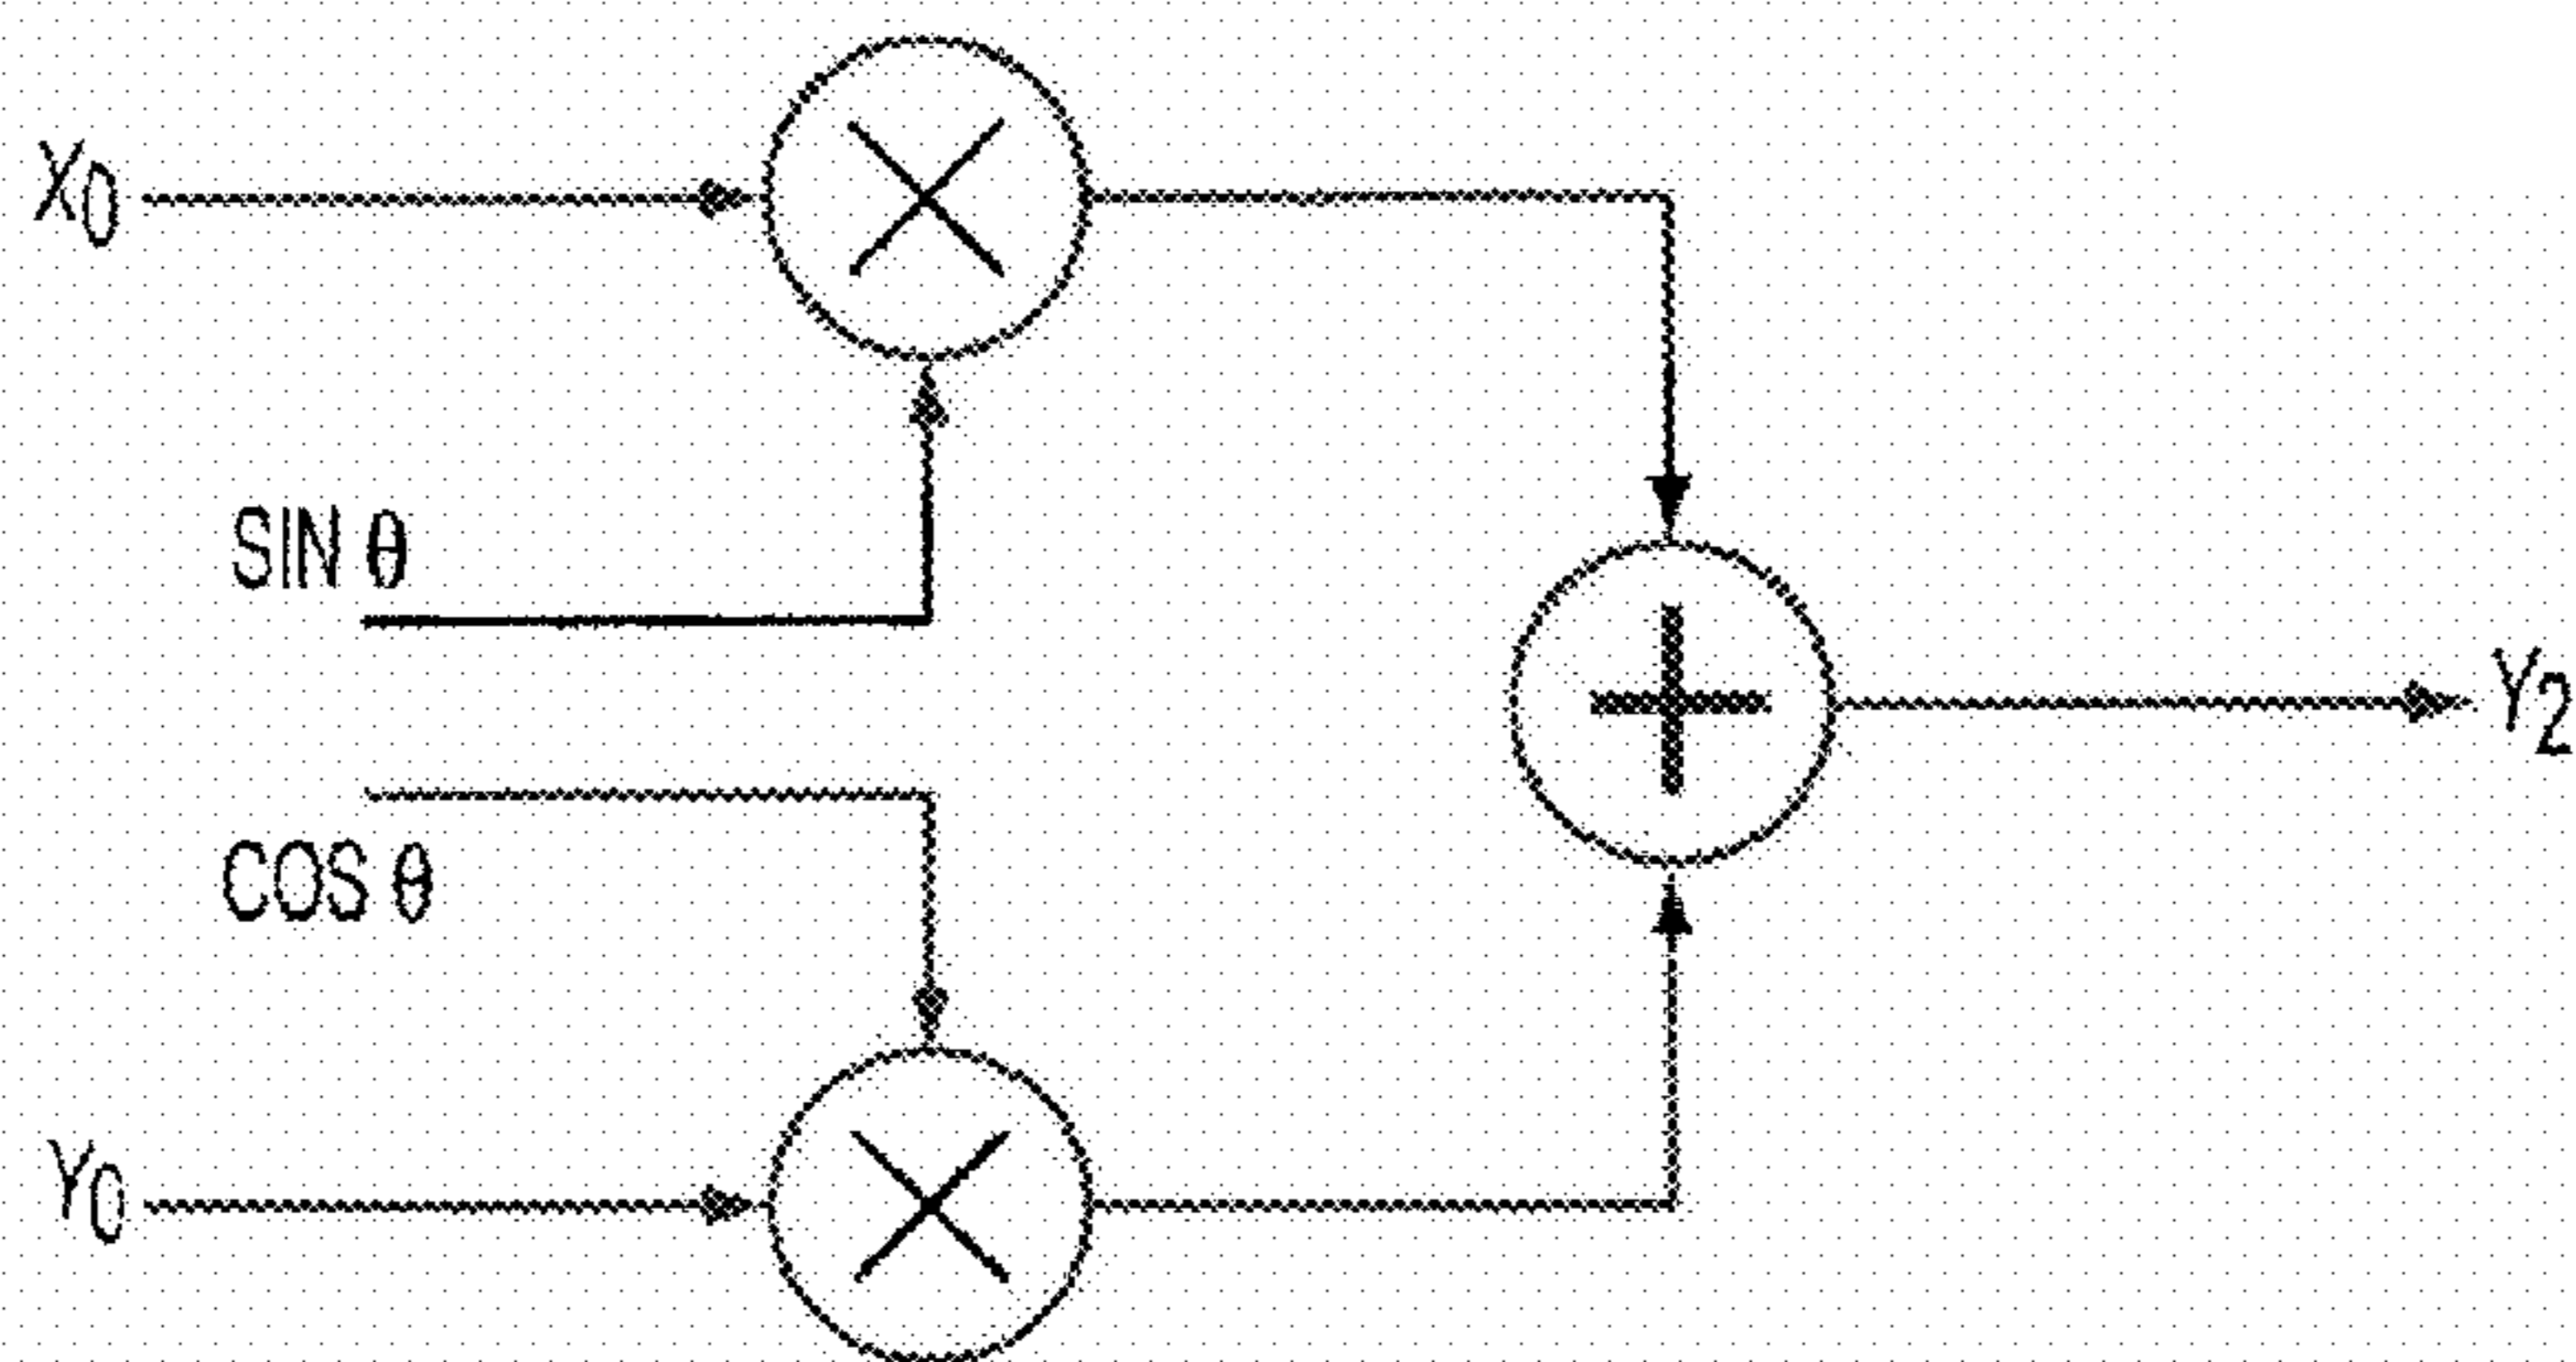 X0
SIN θ
Y2
COS θ
Y0